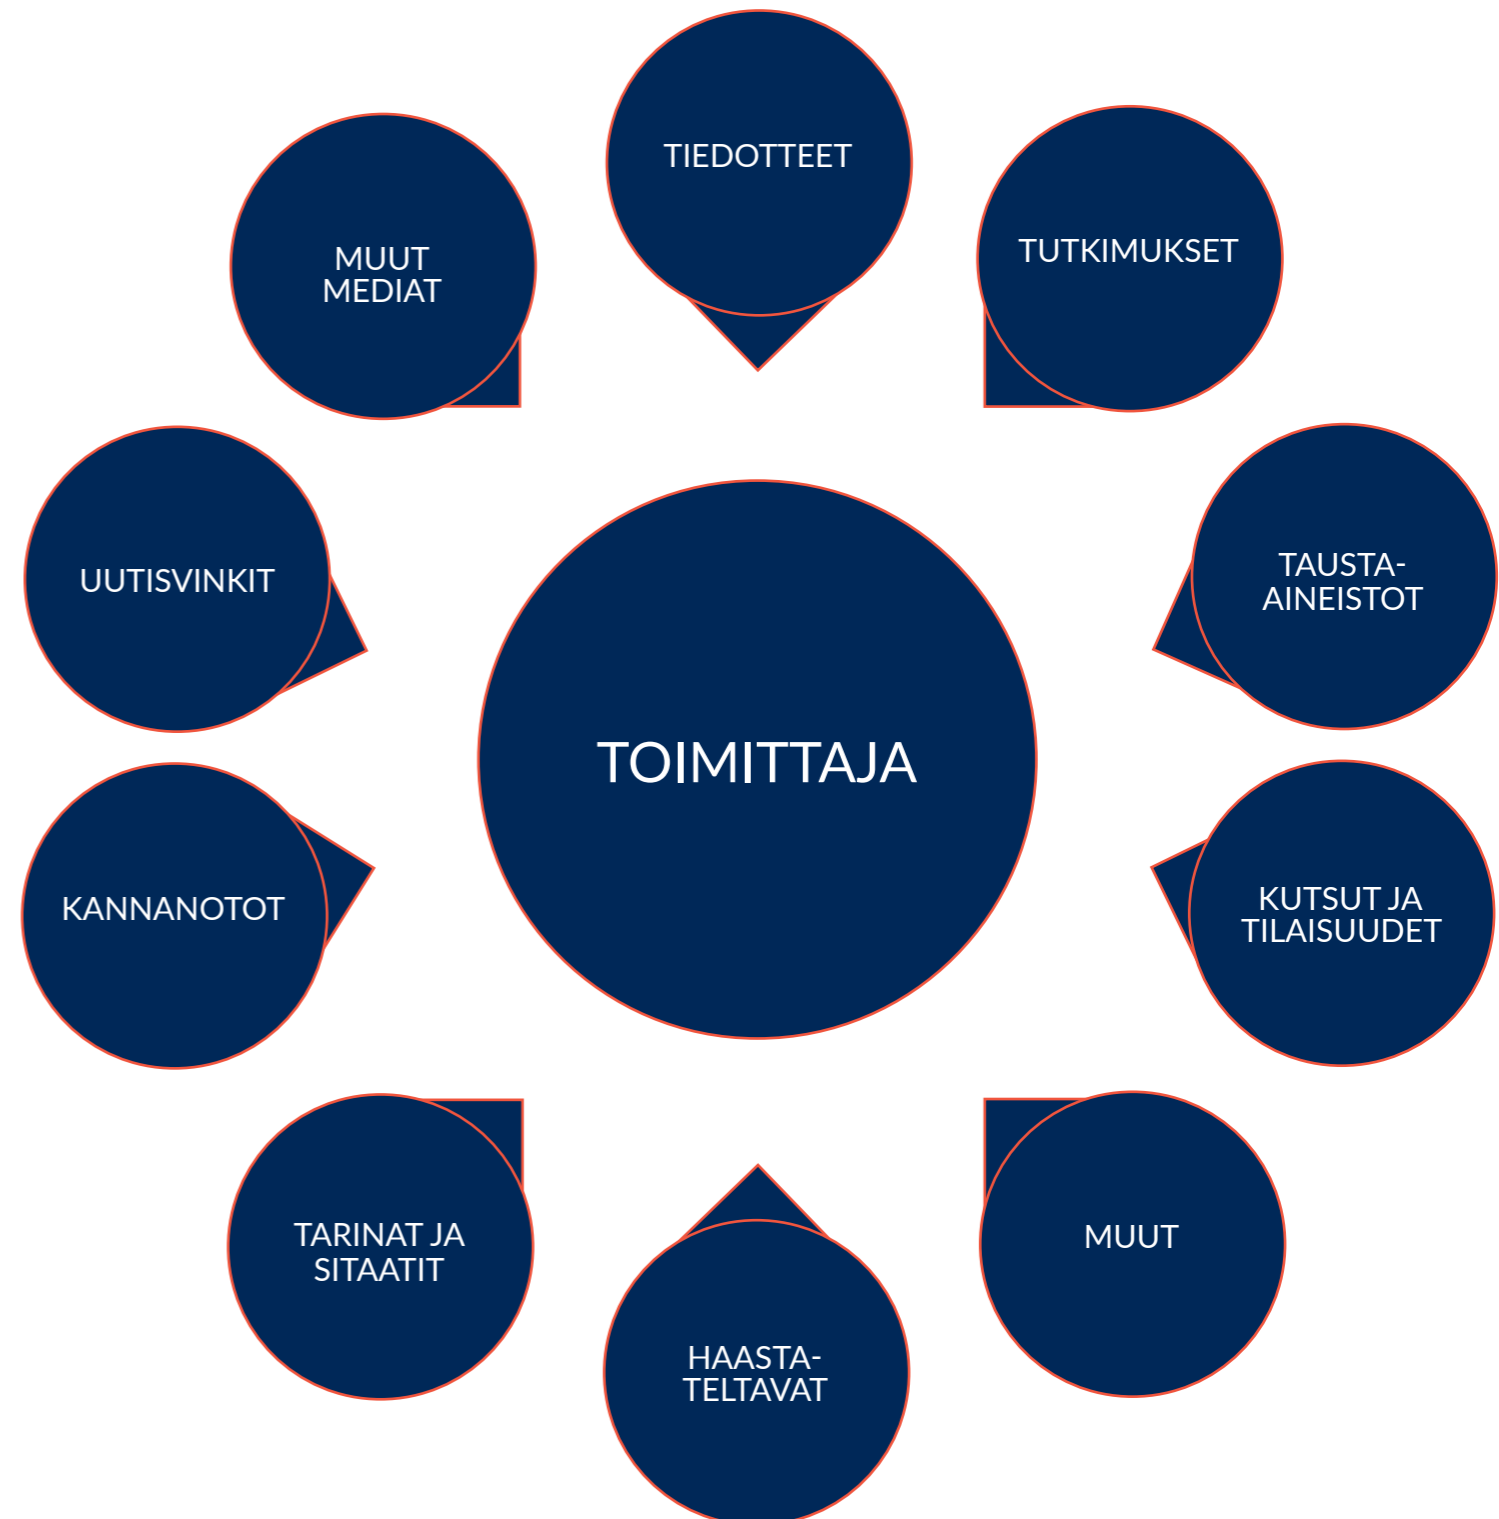 TIEDOTTEET
TUTKIMUKSET
MUUT
MEDIAT
TAUSTA-
AINEISTOT
UUTISVINKIT
TOIMITTAJA
KUTSUT JA
TILAISUUDET
KANNANOTOT
TARINAT JA
SITAATIT
MUUT
HAASTA-
TELTAVAT